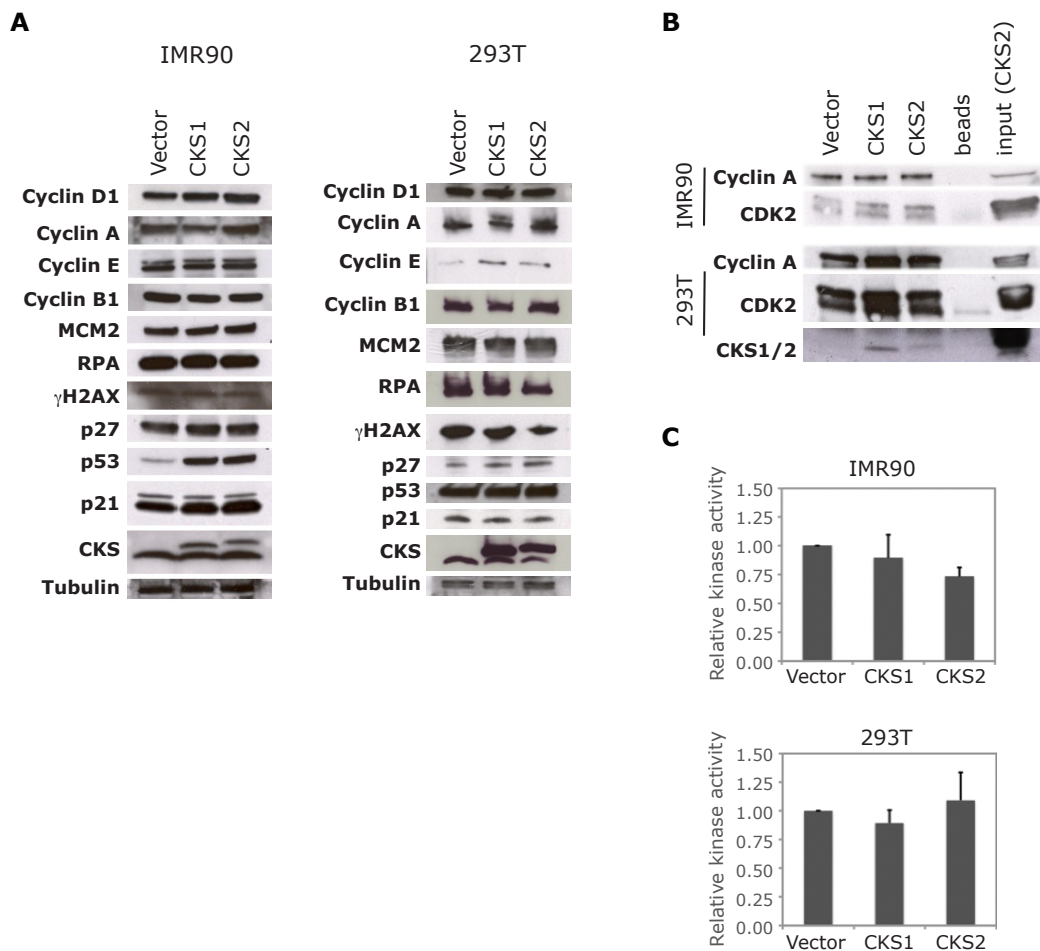 A
IMR90
Vector
CKS1
CKS2
Cyclin D1
Cyclin A
Cyclin E
Cyclin B1
MCM2
RPA
γH2AX
p27
p53
p21
CKS
Tubulin
293T
Vector
CKS1
CKS2
Cyclin D1
Cyclin A
Cyclin E
Cyclin B1
MCM2
RPA
γH2AX
p27
p53
p21
CKS
Tubulin
B
Vector
CKS1
CKS2
beads
input (CKS2)
IMR90
Cyclin A
CDK2
293T
Cyclin A
CDK2
CKS1/2
C
IMR90
Relative kinase activity
1.50
1.25
1.00
0.75
0.50
0.25
0.00
Vector CKS1 CKS2
293T
Relative kinase activity
1.50
1.25
1.00
0.75
0.50
0.25
0.00
Vector CKS1 CKS2